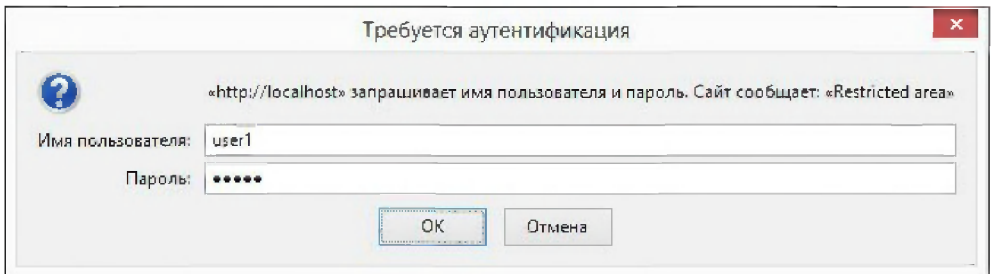 Требуется аутентификация
«http://localhost» запрашивает имя пользователя и пароль. Сайт сообщает: «Restricted area»
Имя пользователя: user1
Пароль: •••••
OK Отмена